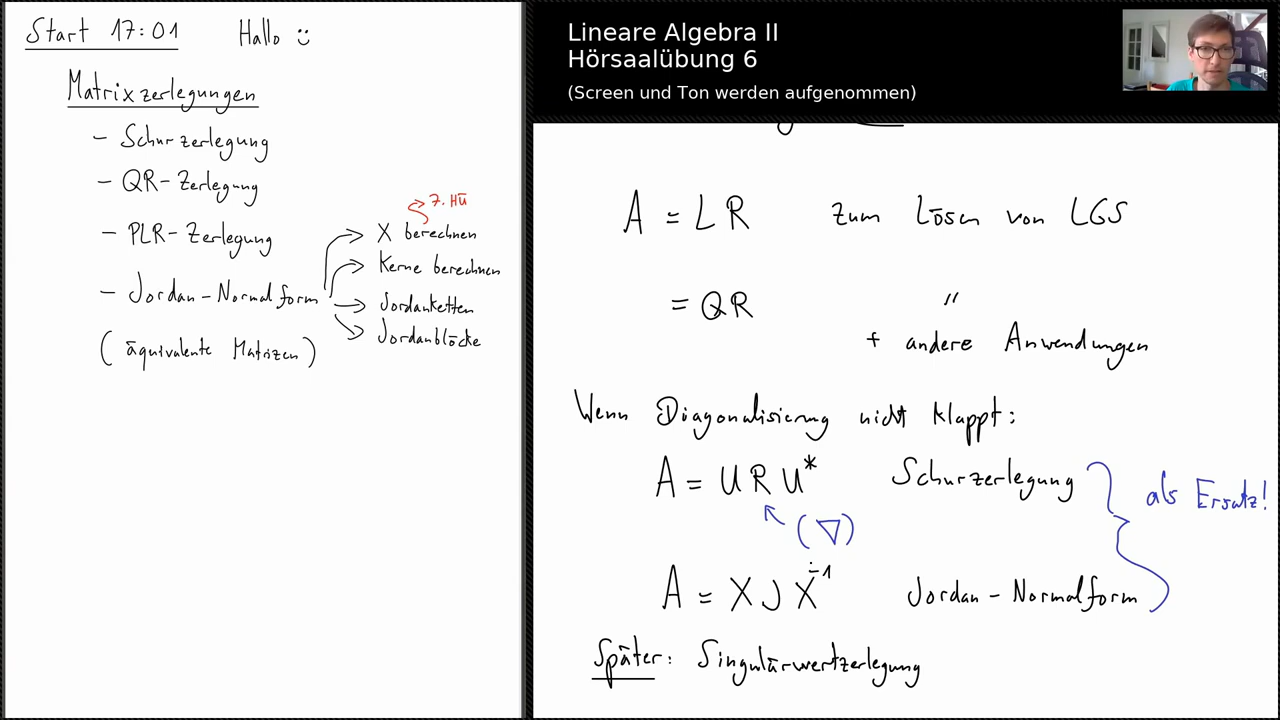 Start 17:01 Hallo :)
Matrixzerlegungen
- Schurzerlegung
- QR-Zerlegung
- PLR-Zerlegung
- Jordan-Normalform
(äquivalente Matrizen)
→ 7. HÜ
→ X berechnen
→ Kerne berechnen
→ Jordanketten
→ Jordanblöcke
Lineare Algebra II
Hörsaalübung 6
(Screen und Ton werden aufgenommen)
A = LR zum Lösen von LGS
= QR "
+ andere Anwendungen
Wenn Diagonalisierung nicht klappt:
A = U R U* Schurzerlegung
(▽)
als Ersatz!
A = X J X⁻¹ Jordan-Normalform
Später: Singulärwertzerlegung